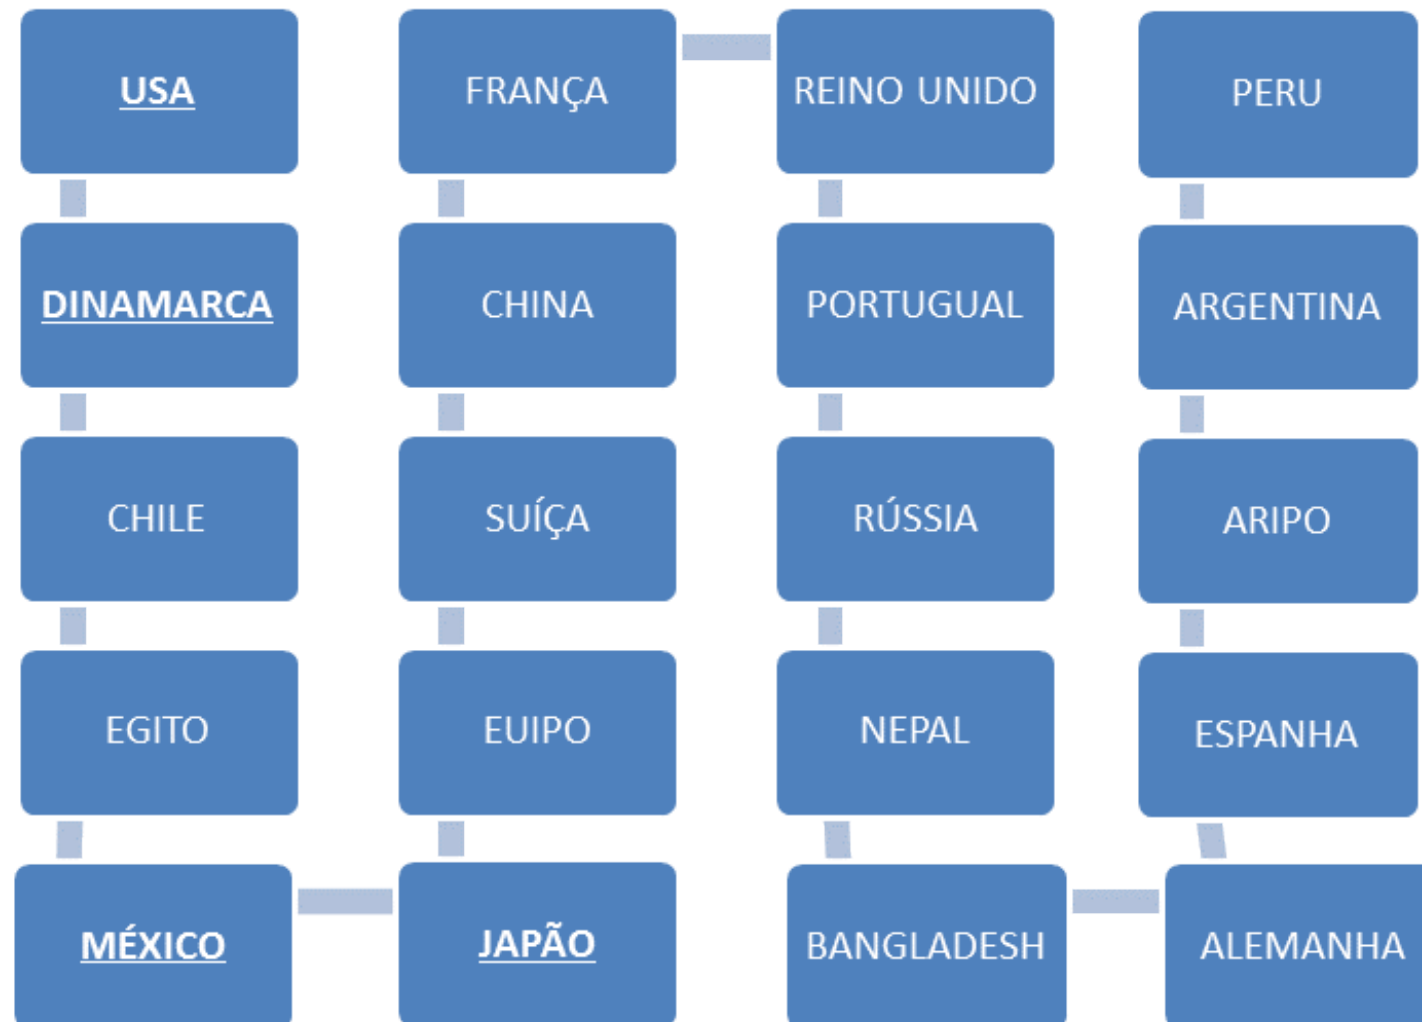 USA
DINAMARCA
CHILE
EGITO
MÉXICO
JAPÃO
EUIPO
SUÍÇA
CHINA
FRANÇA
REINO UNIDO
PORTUGUAL
RÚSSIA
NEPAL
BANGLADESH
ALEMANHA
ESPANHA
ARIPO
ARGENTINA
PERU